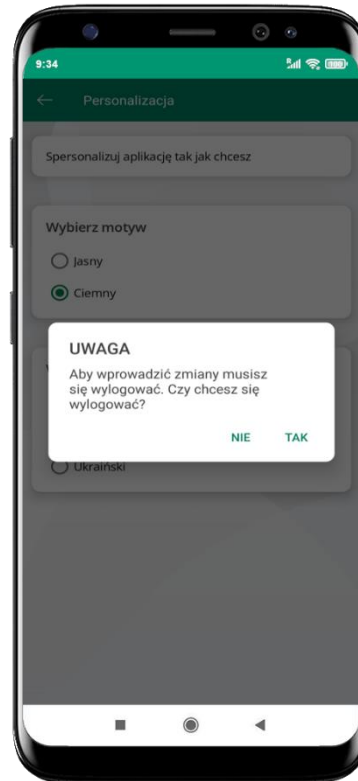 9:34
R
100
Personalizacja
Spersonalizuj aplikację tak jak chcesz
Wybierz motyw
Jasny
Ciemny
UWAGA
Aby wprowadzić zmiany musisz
się wylogować. Czy chcesz się
wylogować?
NIE TAK
Ukraiński